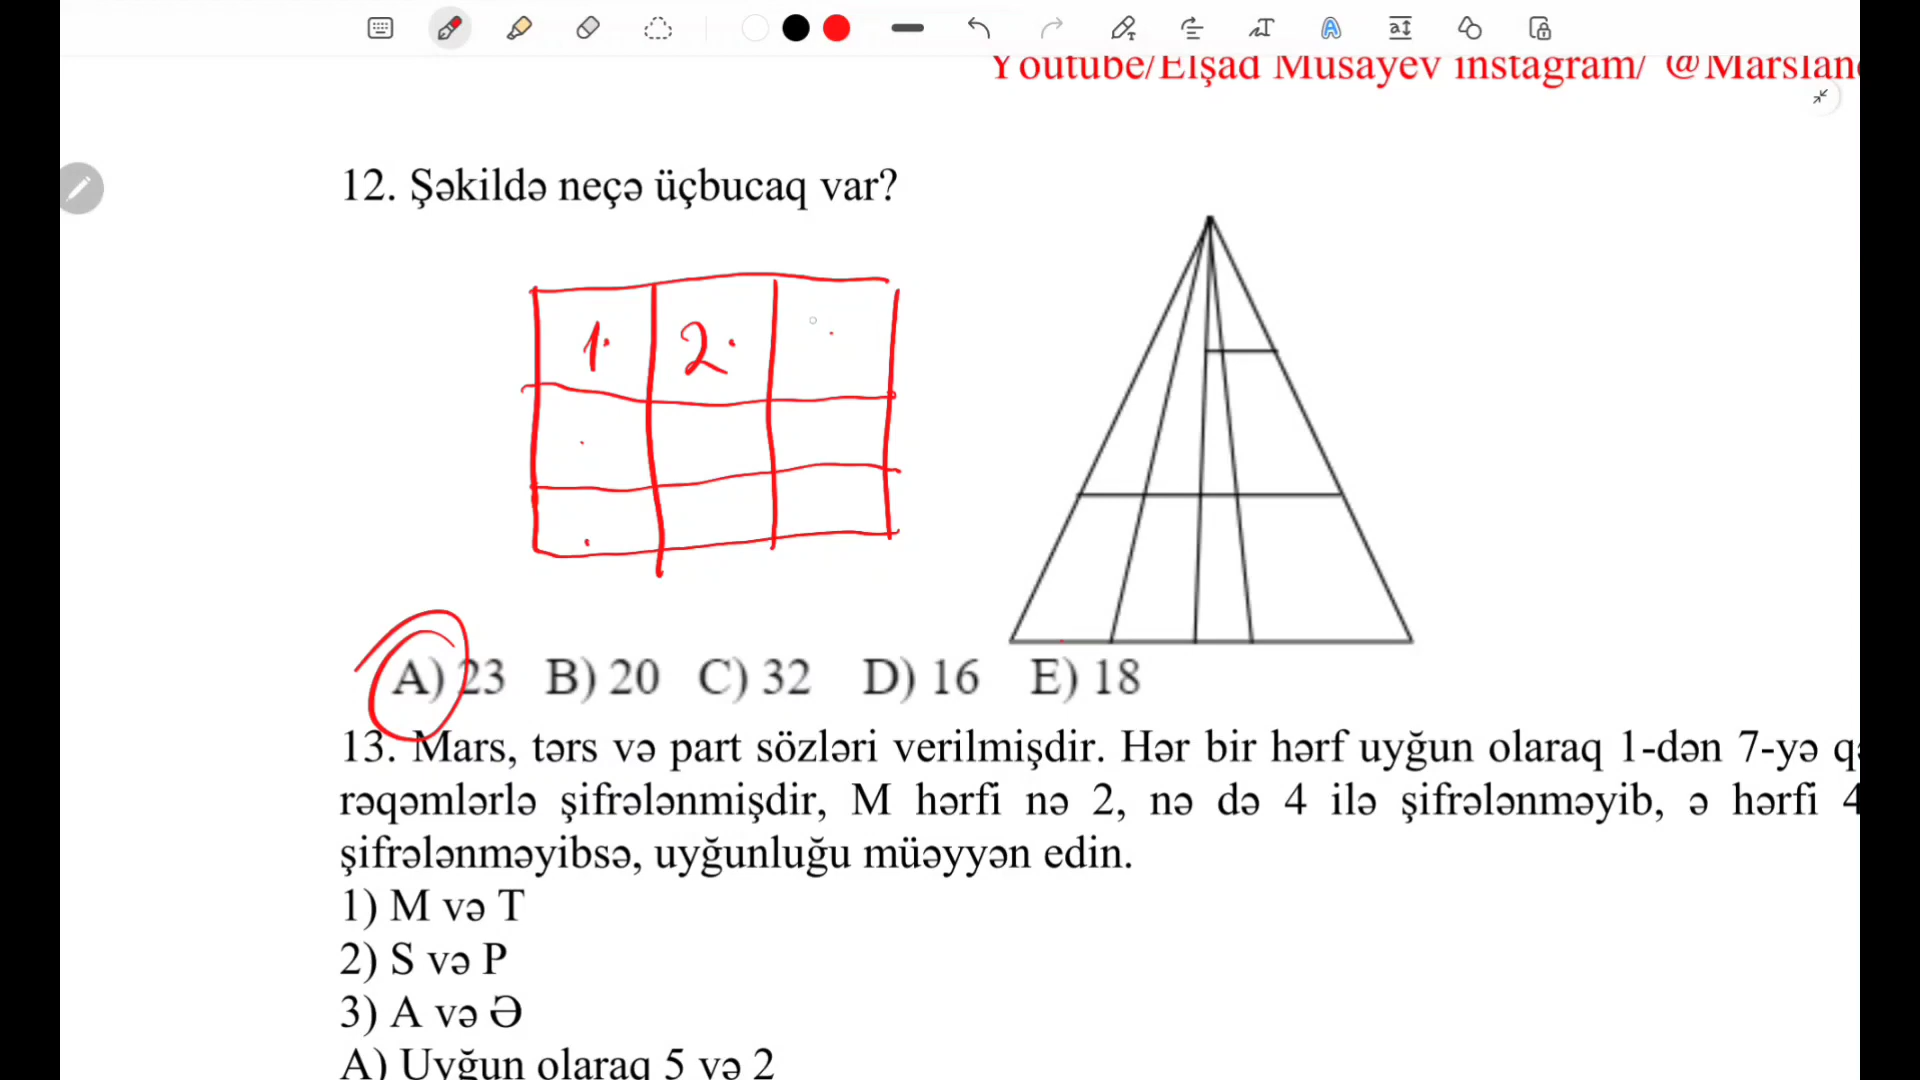 Youtube/Elşad Musayev instagram/ @Marsland
12. Şəkildə neçə üçbucaq var?
1 2
A) 23 B) 20 C) 32 D) 16 E) 18
13. Mars, tərs və part sözləri verilmişdir. Hər bir hərf uyğun olaraq 1-dən 7-yə
rəqəmlərlə şifrələnmişdir, M hərfi nə 2, nə də 4 ilə şifrələnməyib, ə hərfi 4
şifrələnməyibsə, uyğunluğu müəyyən edin.
1) M və T
2) S və P
3) A və Ə
A) Uyğun olaraq 5 və 2